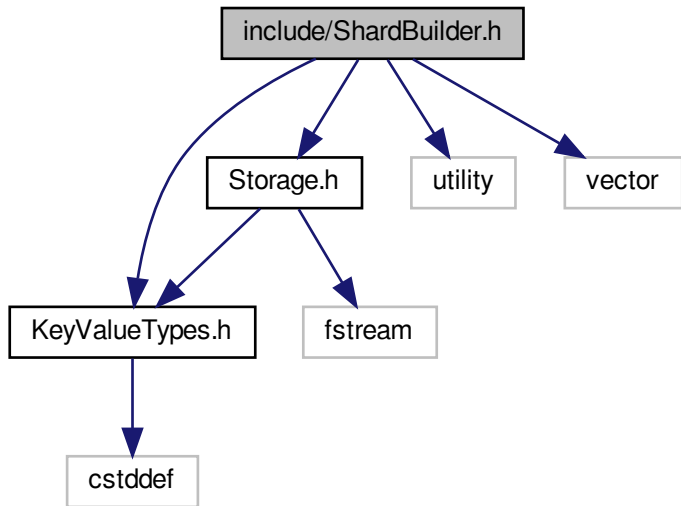 include/ShardBuilder.h
Storage.h
utility
vector
KeyValueTypes.h
fstream
cstddef